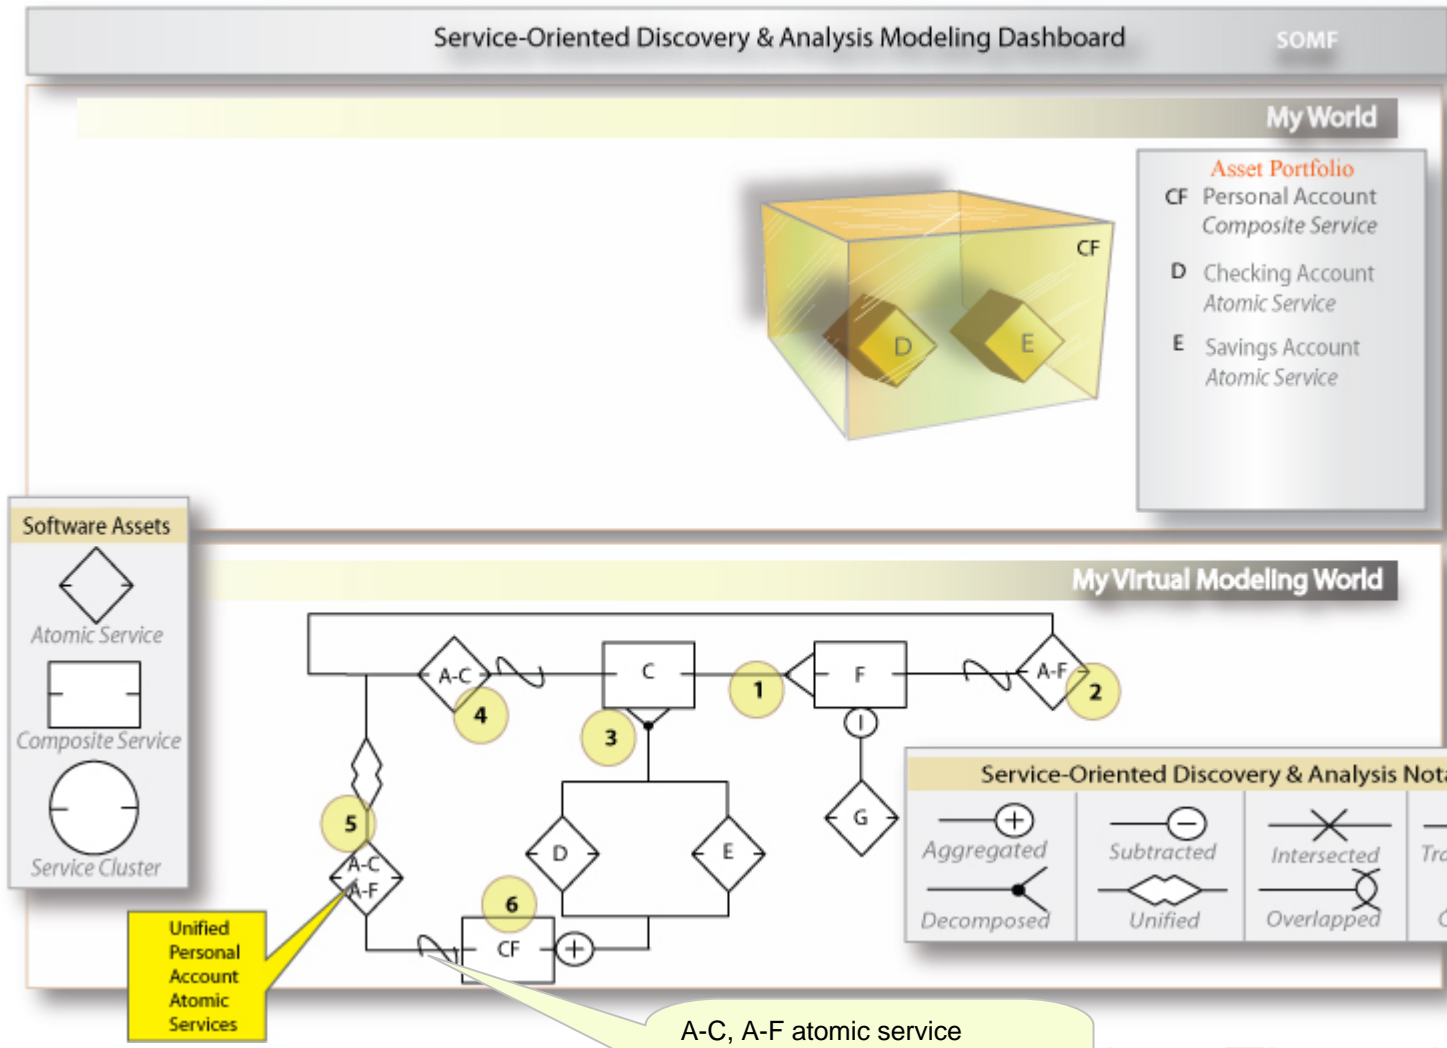 Service-Oriented Discovery & Analysis Modeling Dashboard
SOMF
My World
Asset Portfolio
CF Personal Account
Composite Service
D Checking Account
Atomic Service
E Savings Account
Atomic Service
CF
D
E
Software Assets
Atomic Service
Composite Service
Service Cluster
My Virtual Modeling World
A-C
4
C
3
1
F
A-F
2
I
G
D
E
5
A-C
A-F
6
CF
+
Unified
Personal
Account
Atomic
Services
Service-Oriented Discovery & Analysis
Aggregated
Subtracted
Intersected
Decomposed
Unified
Overlapped
A-C, A-F atomic service